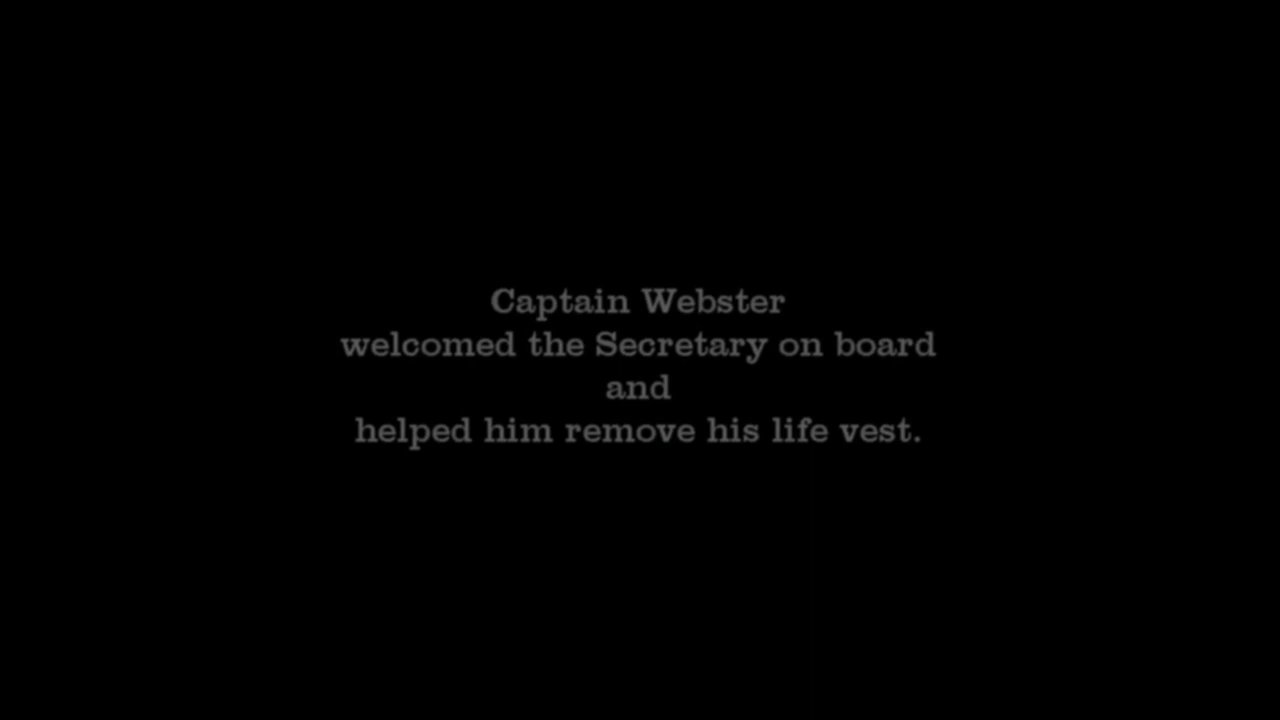 Captain Webster
welcomed the Secretary on board
and
helped him remove his life vest.